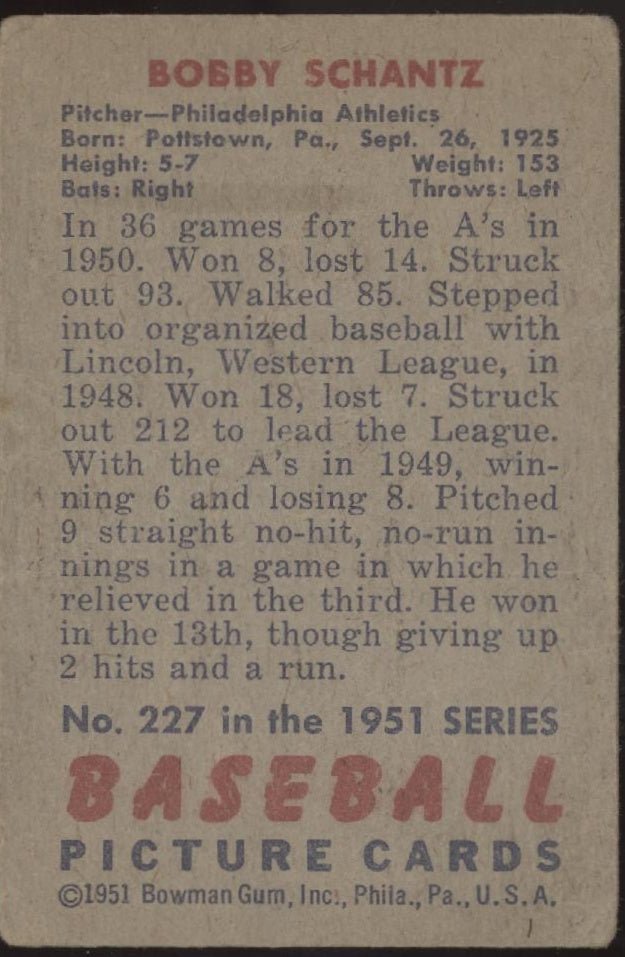 BOBBY SCHANTZ
Pitcher—Philadelphia Athletics
Born: Pottstown, Pa., Sept. 26, 1925
Height: 5-7 Weight: 153
Bats: Right Throws: Left
In 36 games for the A's in
1950. Won 8, lost 14. Struck
out 93. Walked 85. Stepped
into organized baseball with
Lincoln, Western League, in
1948. Won 18, lost 7. Struck
out 212 to lead the League.
With the A's in 1949, win-
ning 6 and losing 8. Pitched
9 straight no-hit, no-run in-
nings in a game in which he
relieved in the third. He won
in the 13th, though giving up
2 hits and a run.
No. 227 in the 1951 SERIES
BASEBALL
PICTURE CARDS
©1951 Bowman Gum, Inc., Phila., Pa., U.S.A.